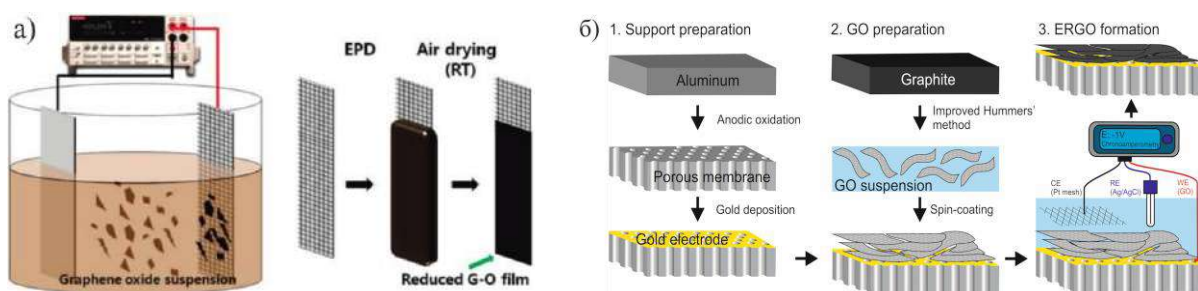 а)
EPD
Air drying
(RT)
Graphene oxide suspension
Reduced G-O film
б)
1. Support preparation
Aluminum
Anodic oxidation
Porous membrane
Gold deposition
Gold electrode
2. GO preparation
Graphite
Improved Hummers'
method
GO suspension
Spin-coating
3. ERGO formation
E: -1V
Chronoamperometry
CE
(Pt mesh)
RE
(Ag/AgCl)
WE
(GO)